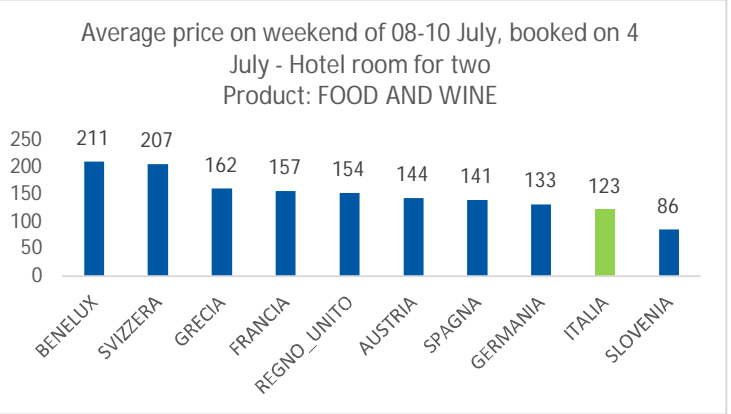 Average price on weekend of 08-10 July, booked on 4
July - Hotel room for two
Product: FOOD AND WINE
250
200
150
100
50
0
211
207
162
157
154
144
141
133
123
86
BENELUX
SVIZZERA
GRECIA
FRANCIA
REGNO_UNITO
AUSTRIA
SPAGNA
GERMANIA
ITALIA
SLOVENIA